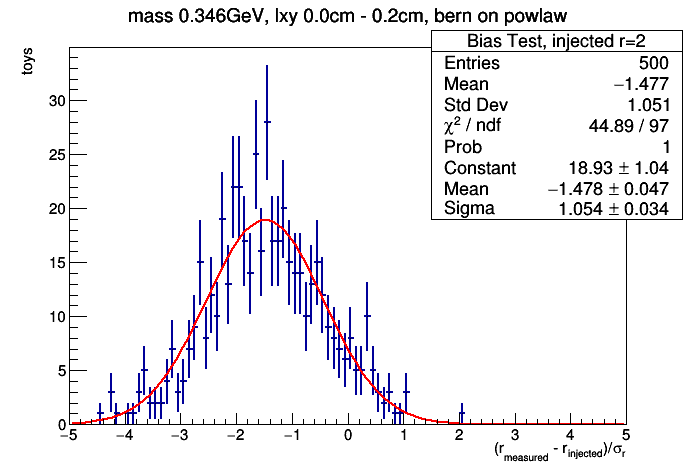 mass 0.346GeV, lxy 0.0cm - 0.2cm, bern on powlaw
Bias Test, injected r=2
Entries 500
Mean −1.477
Std Dev 1.051
χ² / ndf 44.89 / 97
Prob 1
Constant 18.93 ± 1.04
Mean −1.478 ± 0.047
Sigma 1.054 ± 0.034
toys
30
25
20
15
10
5
0
−5 −4 −3 −2 −1 0 1 2 3 4 5
(r_measured - r_injected)/σ_r